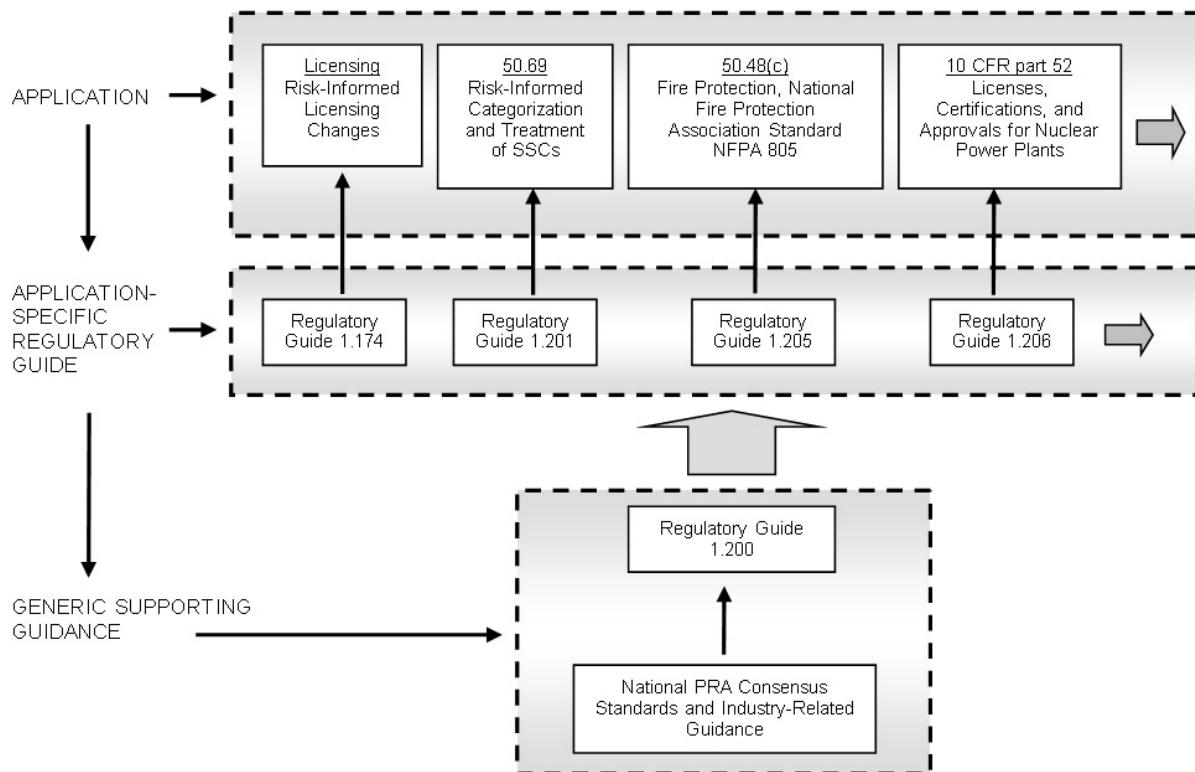 APPLICATION
Licensing
Risk-Informed
Licensing
Changes
50.69
Risk-Informed
Categorization
and Treatment
of SSCs
50.48(c)
Fire Protection, National
Fire Protection
Association Standard
NFPA 805
10 CFR part 52
Licenses,
Certifications, and
Approvals for Nuclear
Power Plants
APPLICATION-
SPECIFIC
REGULATORY
GUIDE
Regulatory
Guide 1.174
Regulatory
Guide 1.201
Regulatory
Guide 1.205
Regulatory
Guide 1.206
GENERIC SUPPORTING
GUIDANCE
Regulatory Guide
1.200
National PRA Consensus
Standards and Industry-Related
Guidance